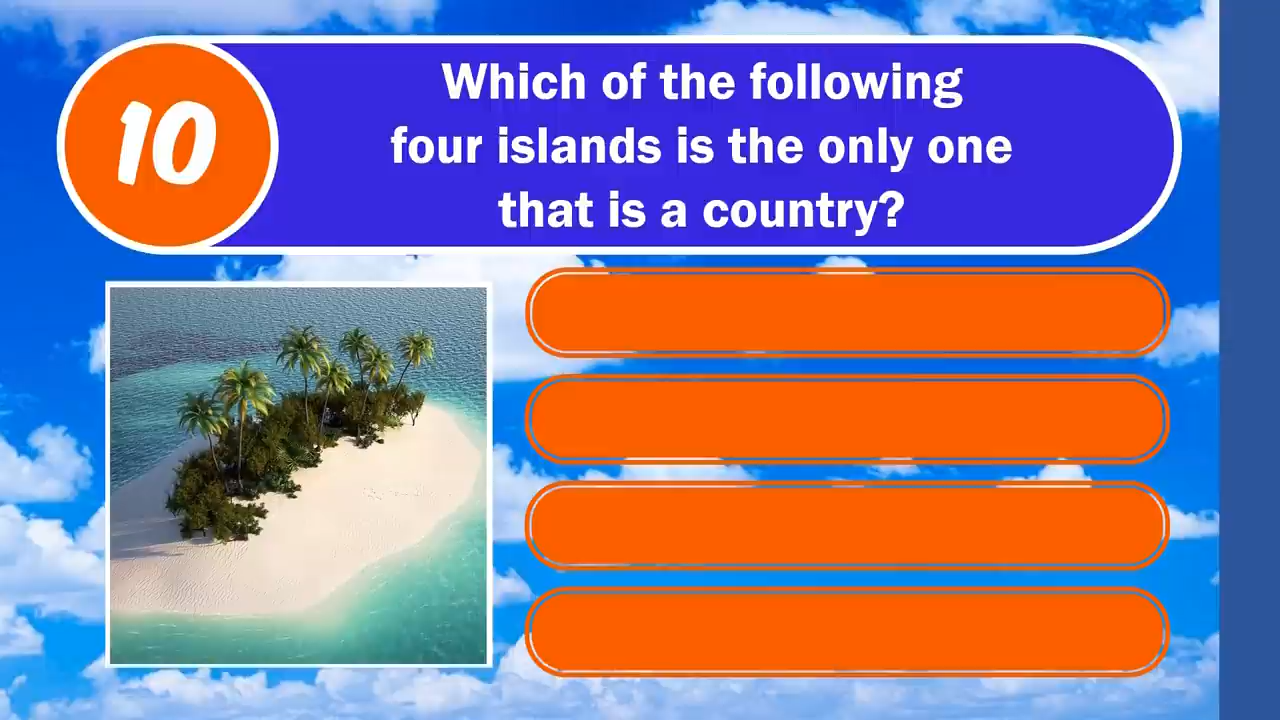 10
Which of the following
four islands is the only one
that is a country?